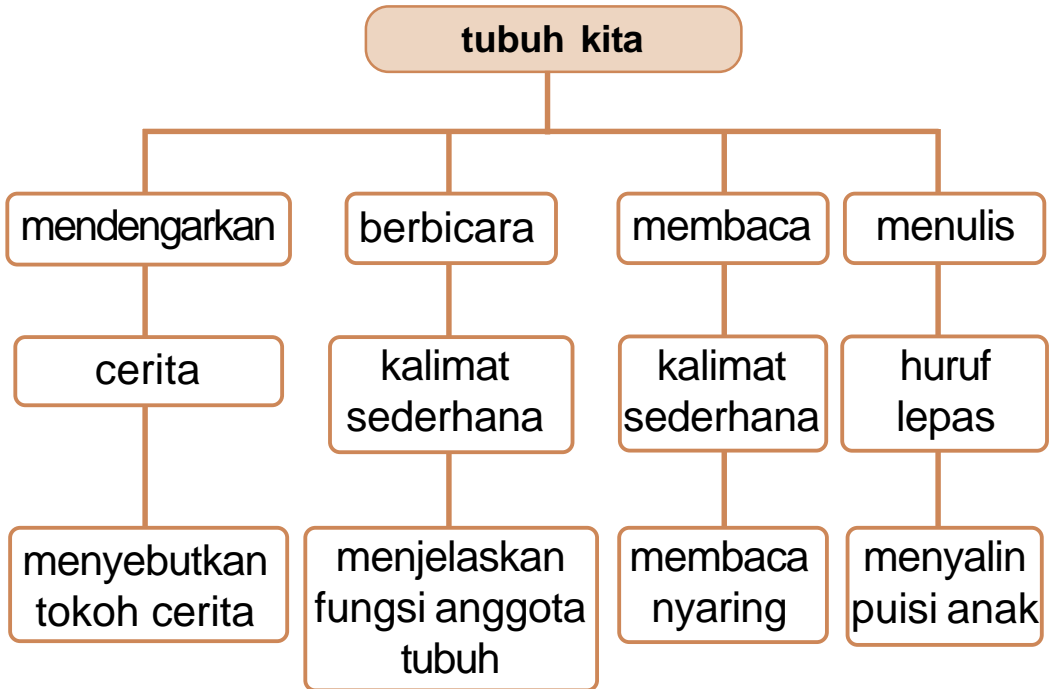 tubuh kita
mendengarkan
berbicara
membaca
menulis
cerita
kalimat
sederhana
kalimat
sederhana
huruf
lepas
menyebutkan
tokoh cerita
menjelaskan
fungsi anggota
tubuh
membaca
nyaring
menyalin
puisi anak